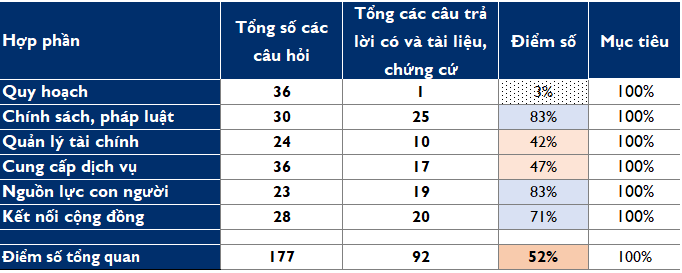 Hợp phần Tổng số các câu hỏi Tổng các câu trả lời có và tài liệu, chứng cứ Điểm số Mục tiêu
Quy hoạch 36 1 3% 100%
Chính sách, pháp luật 30 25 83% 100%
Quản lý tài chính 24 10 42% 100%
Cung cấp dịch vụ 36 17 47% 100%
Nguồn lực con người 23 19 83% 100%
Kết nối cộng đồng 28 20 71% 100%
Điểm số tổng quan 177 92 52% 100%